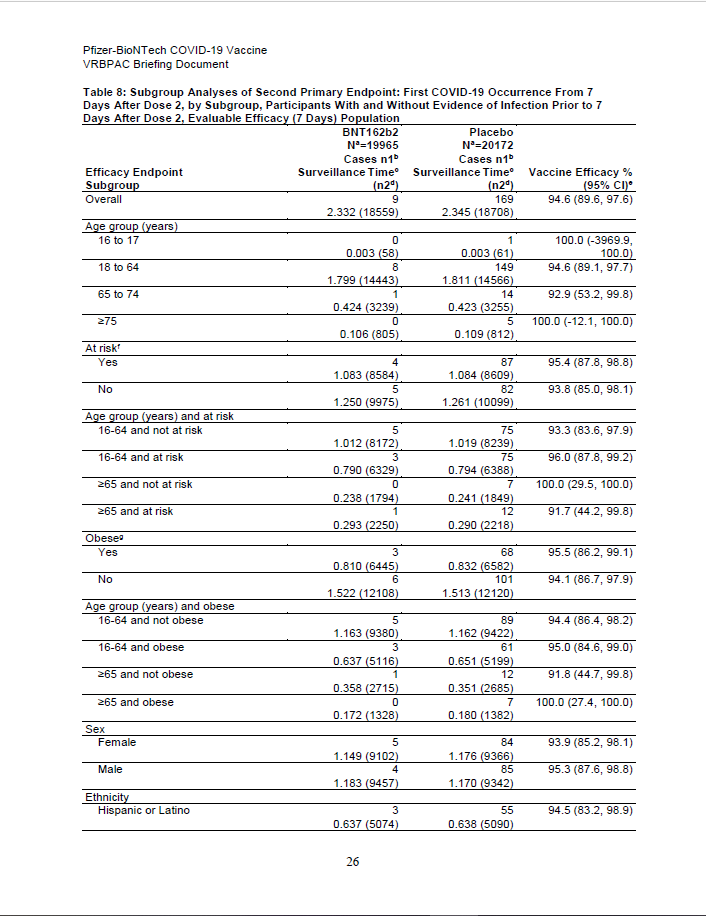 Pfizer-BioNTech COVID-19 Vaccine
VRBPAC Briefing Document
Table 8: Subgroup Analyses of Second Primary Endpoint: First COVID-19 Occurrence From 7
Days After Dose 2, by Subgroup, Participants With and Without Evidence of Infection Prior to 7
Days After Dose 2, Evaluable Efficacy (7 Days) Population
BNT162b2 Placebo
Nᵃ=19965 Nᵃ=20172
Cases n1ᵇ Cases n1ᵇ
Efficacy Endpoint Surveillance Timeᶜ Surveillance Timeᶜ Vaccine Efficacy %
Subgroup (n2ᵈ) (n2ᵈ) (95% CI)ᵉ
Overall 9 169 94.6 (89.6, 97.6)
2.332 (18559) 2.345 (18708)
Age group (years)
16 to 17 0 1 100.0 (-3969.9,
0.003 (58) 0.003 (61) 100.0)
18 to 64 8 149 94.6 (89.1, 97.7)
1.799 (14443) 1.811 (14566)
65 to 74 1 14 92.9 (53.2, 99.8)
0.424 (3239) 0.423 (3255)
≥75 0 5 100.0 (-12.1, 100.0)
0.106 (805) 0.109 (812)
At riskᶠ
Yes 4 87 95.4 (87.8, 98.8)
1.083 (8584) 1.084 (8609)
No 5 82 93.8 (85.0, 98.1)
1.250 (9975) 1.261 (10099)
Age group (years) and at risk
16-64 and not at risk 5 75 93.3 (83.6, 97.9)
1.012 (8172) 1.019 (8239)
16-64 and at risk 3 75 96.0 (87.8, 99.2)
0.790 (6329) 0.794 (6388)
≥65 and not at risk 0 7 100.0 (29.5, 100.0)
0.238 (1794) 0.241 (1849)
≥65 and at risk 1 12 91.7 (44.2, 99.8)
0.293 (2250) 0.290 (2218)
Obeseᵍ
Yes 3 68 95.5 (86.2, 99.1)
0.810 (6445) 0.832 (6582)
No 6 101 94.1 (86.7, 97.9)
1.522 (12108) 1.513 (12120)
Age group (years) and obese
16-64 and not obese 5 89 94.4 (86.4, 98.2)
1.163 (9380) 1.162 (9422)
16-64 and obese 3 61 95.0 (84.6, 99.0)
0.637 (5116) 0.651 (5199)
≥65 and not obese 1 12 91.8 (44.7, 99.8)
0.358 (2715) 0.351 (2685)
≥65 and obese 0 7 100.0 (27.4, 100.0)
0.172 (1328) 0.180 (1382)
Sex
Female 5 84 93.9 (85.2, 98.1)
1.149 (9102) 1.176 (9366)
Male 4 85 95.3 (87.6, 98.8)
1.183 (9457) 1.170 (9342)
Ethnicity
Hispanic or Latino 3 55 94.5 (83.2, 98.9)
0.637 (5074) 0.638 (5090)
26